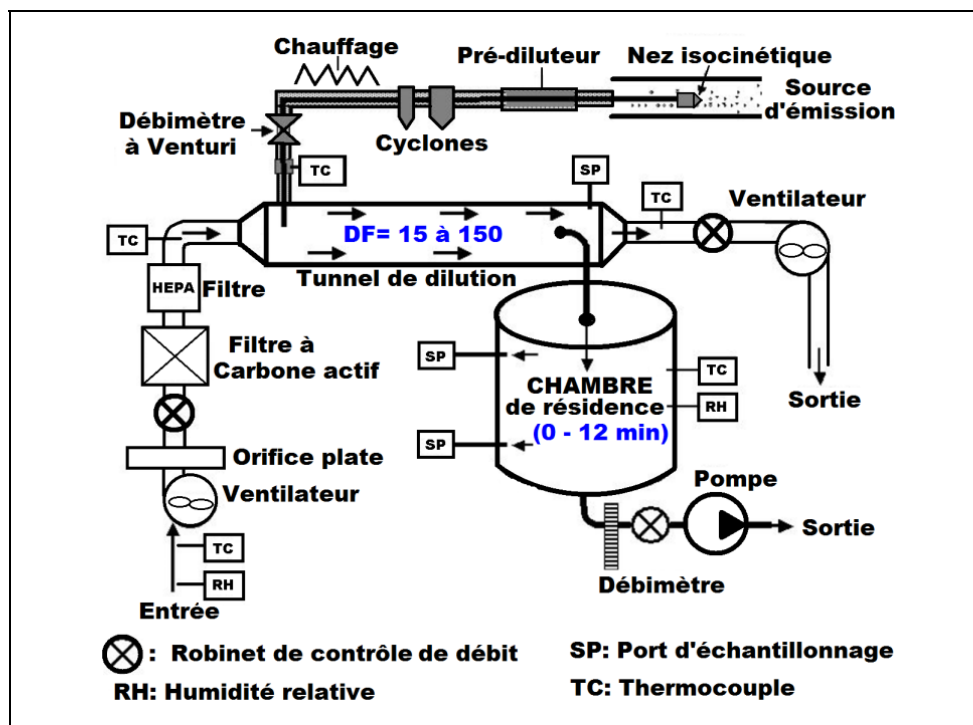 Chauffage
Pré-diluteur
Nez isocinétique
Source
d'émission
Débimètre
à Venturi
Cyclones
TC
SP
TC
Ventilateur
TC
DF= 15 à 150
Tunnel de dilution
HEPA
Filtre
Filtre à
Carbone actif
SP
CHAMBRE
de résidence
(0 - 12 min)
TC
RH
SP
Sortie
Orifice plate
Ventilateur
Pompe
Sortie
TC
RH
Débimètre
Entrée
: Robinet de contrôle de débit
SP: Port d'échantillonnage
RH: Humidité relative
TC: Thermocouple